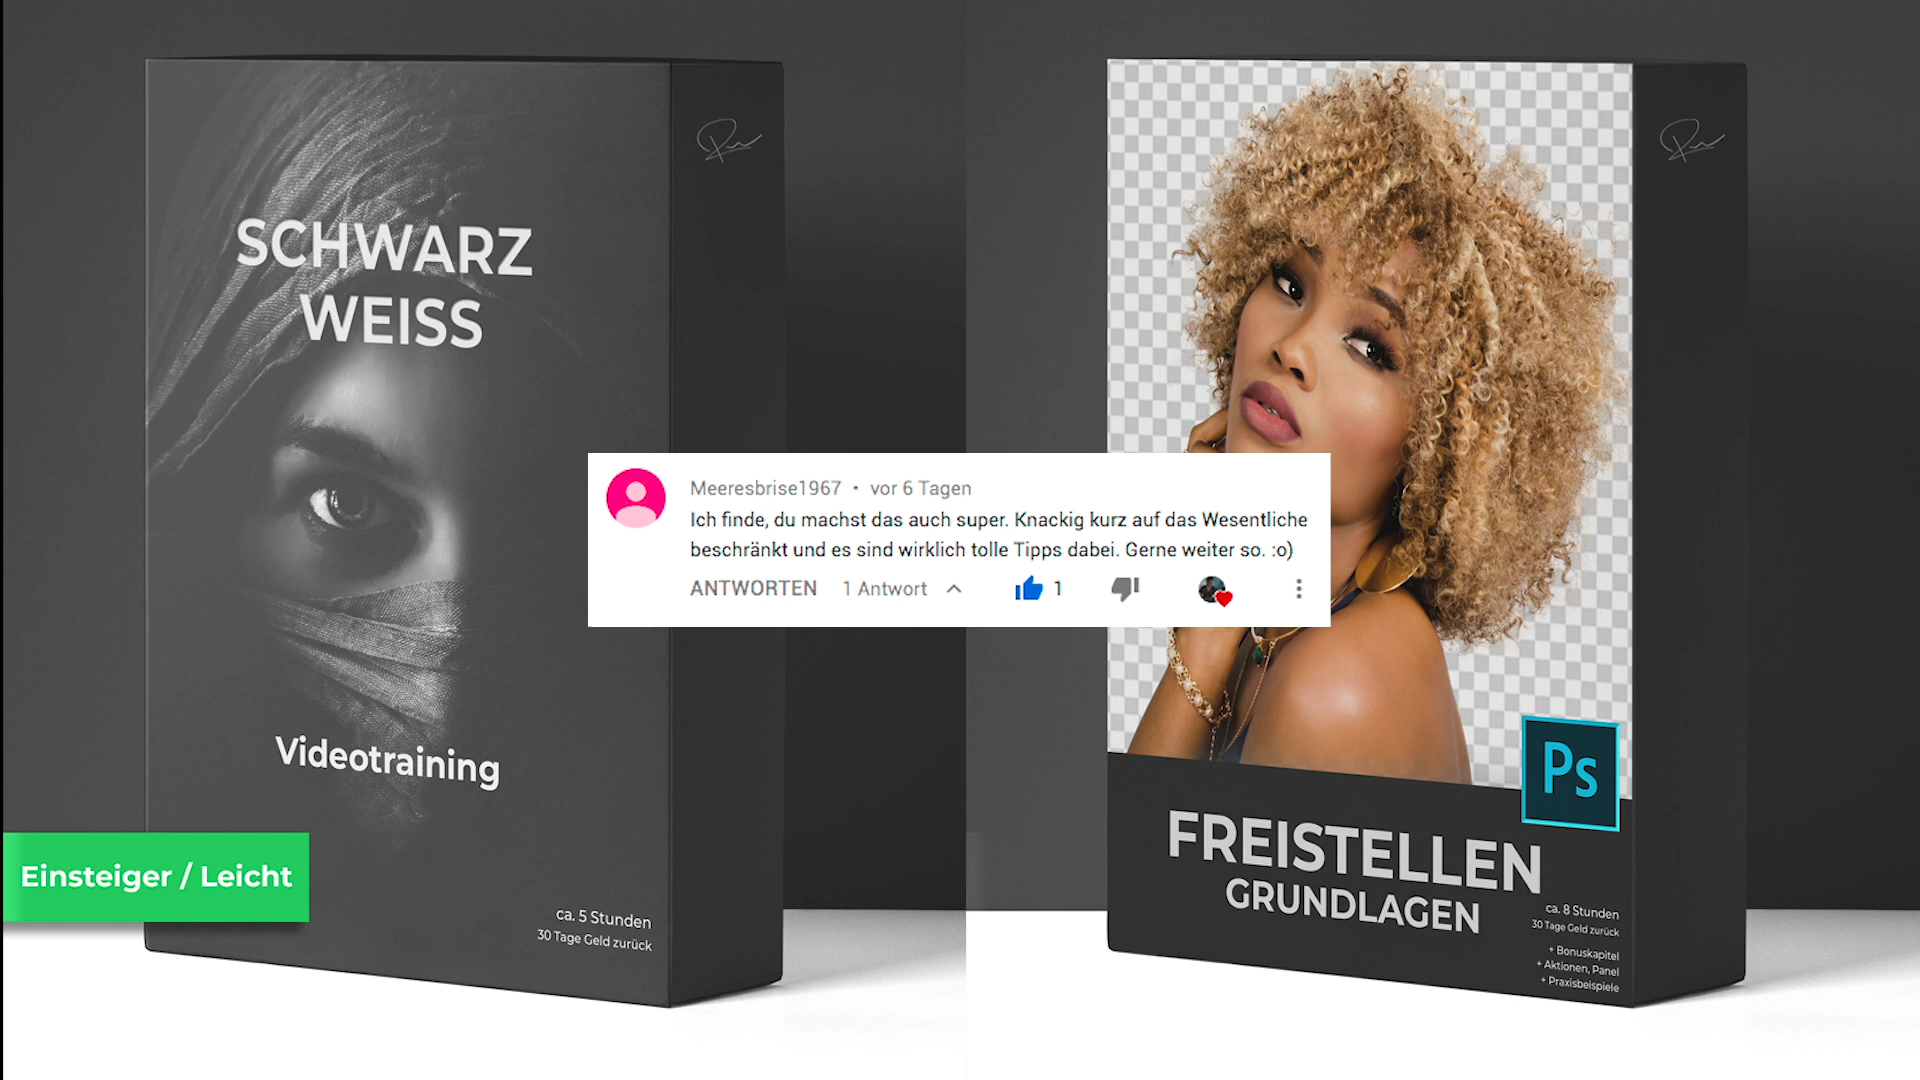 SCHWARZ
WEISS
Videotraining
Einsteiger / Leicht
ca. 5 Stunden
30 Tage Geld zurück
Meeresbrise1967 • vor 6 Tagen
Ich finde, du machst das auch super. Knackig kurz auf das Wesentliche
beschränkt und es sind wirklich tolle Tipps dabei. Gerne weiter so. :o)
ANTWORTEN 1 Antwort 1
Ps
FREISTELLEN
GRUNDLAGEN
ca. 8 Stunden
30 Tage Geld zurück
+ Bonuskapitel
+ Aktionen, Panel
+ Praxisbeispiele